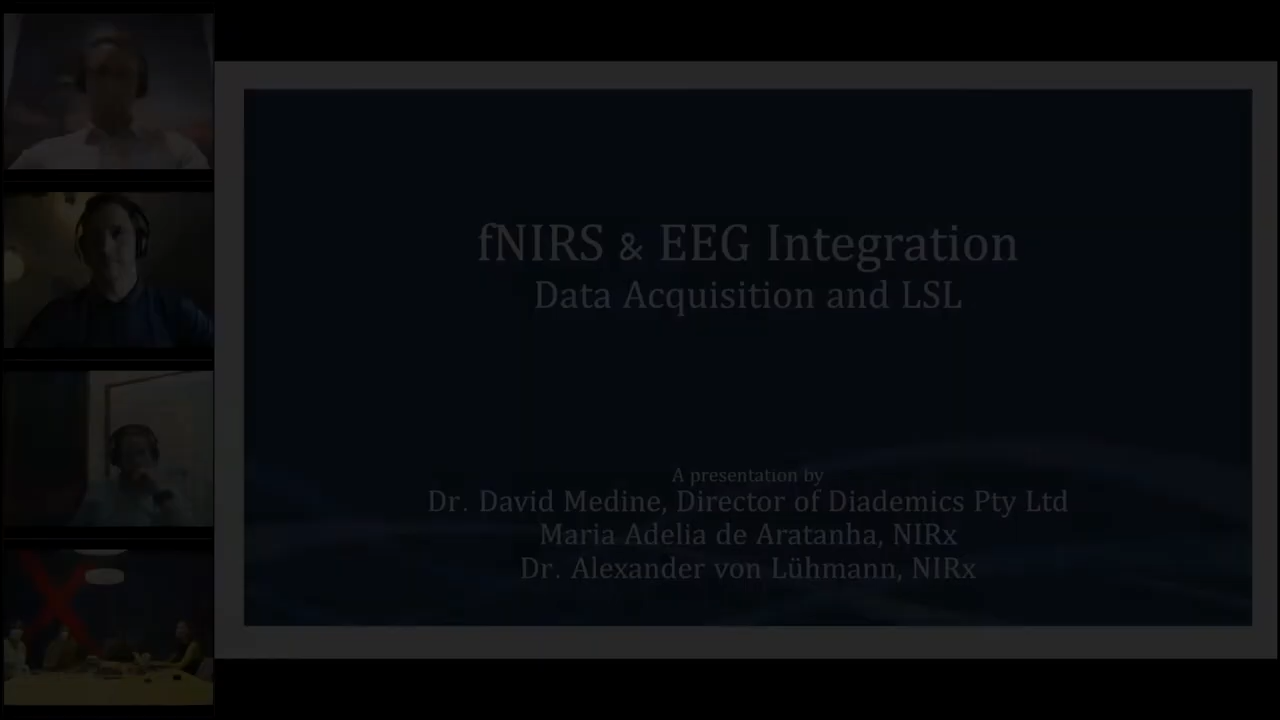 fNIRS & EEG Integration
Data Acquisition and LSL
A presentation by
Dr. David Medine, Director of Diademics Pty Ltd
Maria Adelia de Aratanha, NIRx
Dr. Alexander von Lühmann, NIRx